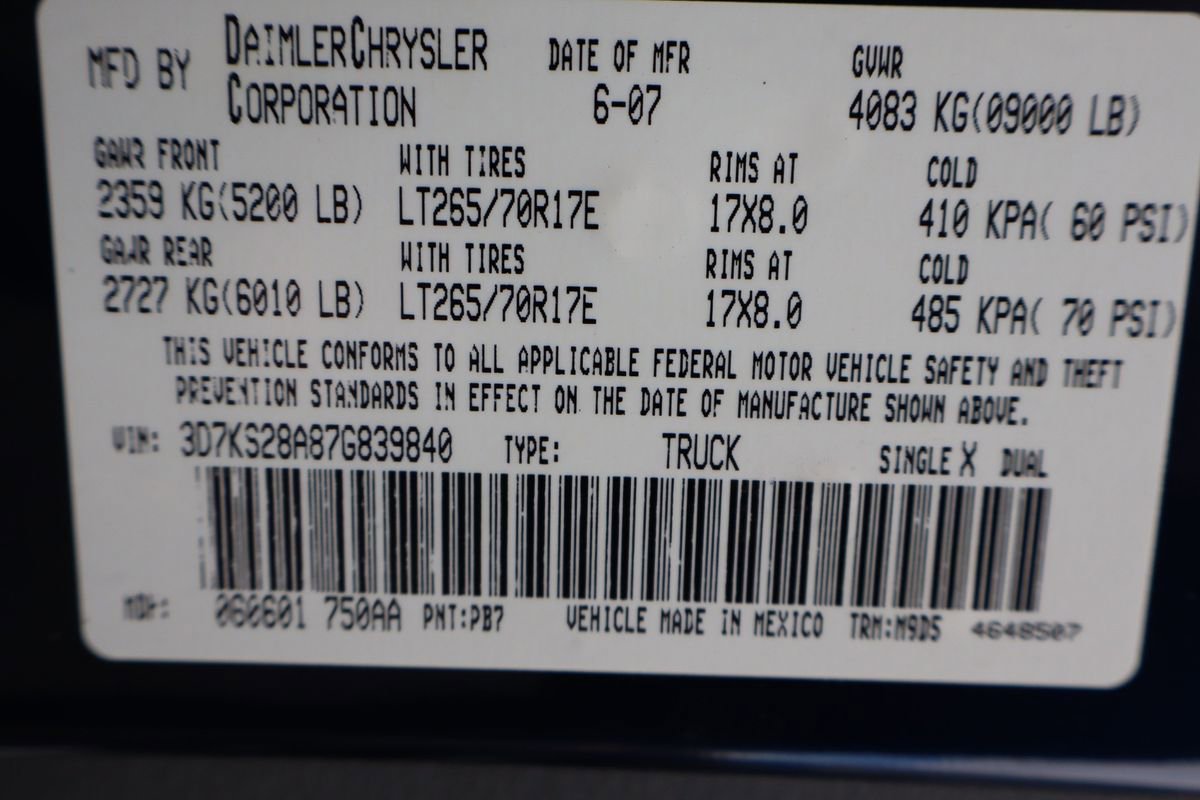 MFD BY DAIMLERCHRYSLER CORPORATION DATE OF MFR 6-07 GVWR 4083 KG(09000 LB)
GAWR FRONT WITH TIRES RIMS AT COLD
2359 KG(5200 LB) LT265/70R17E 17X8.0 410 KPA( 60 PSI)
GAWR REAR WITH TIRES RIMS AT COLD
2727 KG(6010 LB) LT265/70R17E 17X8.0 485 KPA( 70 PSI)
THIS VEHICLE CONFORMS TO ALL APPLICABLE FEDERAL MOTOR VEHICLE SAFETY AND THEFT
PREVENTION STANDARDS IN EFFECT ON THE DATE OF MANUFACTURE SHOWN ABOVE.
VIN: 3D7KS28A87G839840 TYPE: TRUCK SINGLE X DUAL
MDH: 060601 750AA PNT:PB7 VEHICLE MADE IN MEXICO TRM:M9D5 4648507